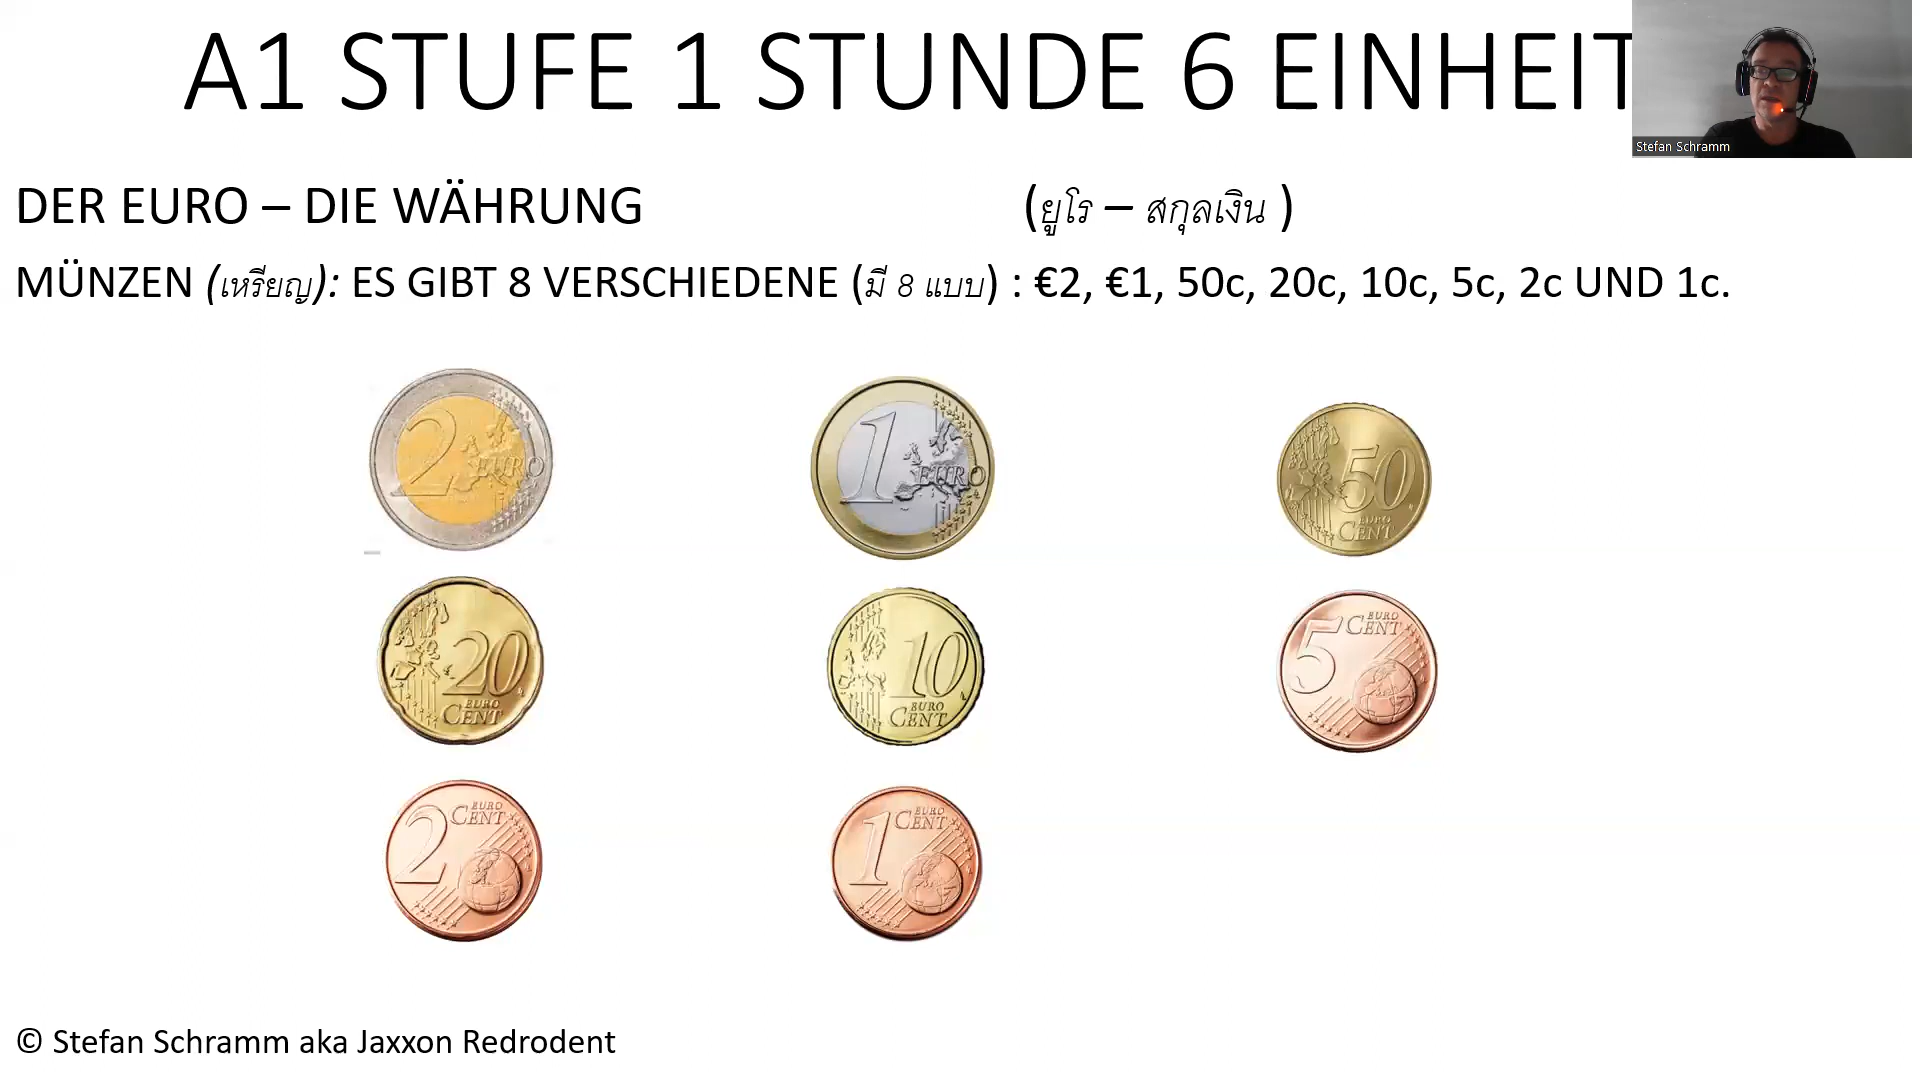 A1 STUFE 1 STUNDE 6 EINHEIT
Stefan Schramm
DER EURO – DIE WÄHRUNG (ยูโร – สกุลเงิน )
MÜNZEN (เหรียญ): ES GIBT 8 VERSCHIEDENE (มี 8 แบบ) : €2, €1, 50c, 20c, 10c, 5c, 2c UND 1c.
2 EURO
1 EURO
50 EURO CENT
20 EURO CENT
10 EURO CENT
5 EURO CENT
2 EURO CENT
1 EURO CENT
© Stefan Schramm aka Jaxxon Redrodent